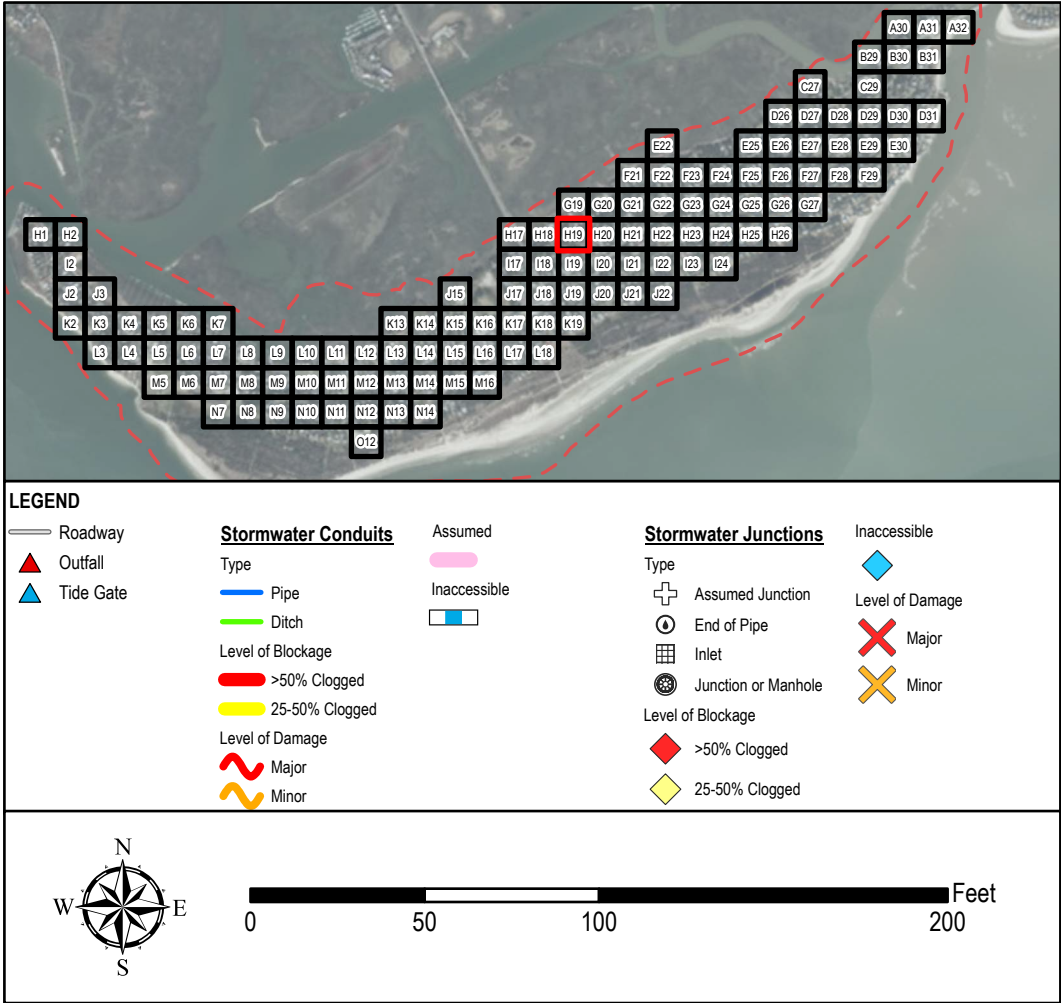 A30 A31 A32
B29 B30 B31
C27 C29
D26 D27 D28 D29 D30 D31
E22 E25 E26 E27 E28 E29 E30
F21 F22 F23 F24 F25 F26 F27 F28 F29
G19 G20 G21 G22 G23 G24 G25 G26 G27
H1 H2 H17 H18 H19 H20 H21 H22 H23 H24 H25 H26
I2 I17 I18 I19 I20 I21 I22 I23 I24
J2 J3 J15 J17 J18 J19 J20 J21 J22
K2 K3 K4 K5 K6 K7 K13 K14 K15 K16 K17 K18 K19
L3 L4 L5 L6 L7 L8 L9 L10 L11 L12 L13 L14 L15 L16 L17 L18
M5 M6 M7 M8 M9 M10 M11 M12 M13 M14 M15 M16
N7 N8 N9 N10 N11 N12 N13 N14
O12
LEGEND
Roadway
Outfall
Tide Gate
Stormwater Conduits
Type
Pipe
Ditch
Level of Blockage
>50% Clogged
25-50% Clogged
Level of Damage
Major
Minor
Assumed
Inaccessible
Stormwater Junctions
Type
Assumed Junction
End of Pipe
Inlet
Junction or Manhole
Level of Blockage
>50% Clogged
25-50% Clogged
Inaccessible
Level of Damage
Major
Minor
N
W E
S
Feet
0 50 100 200